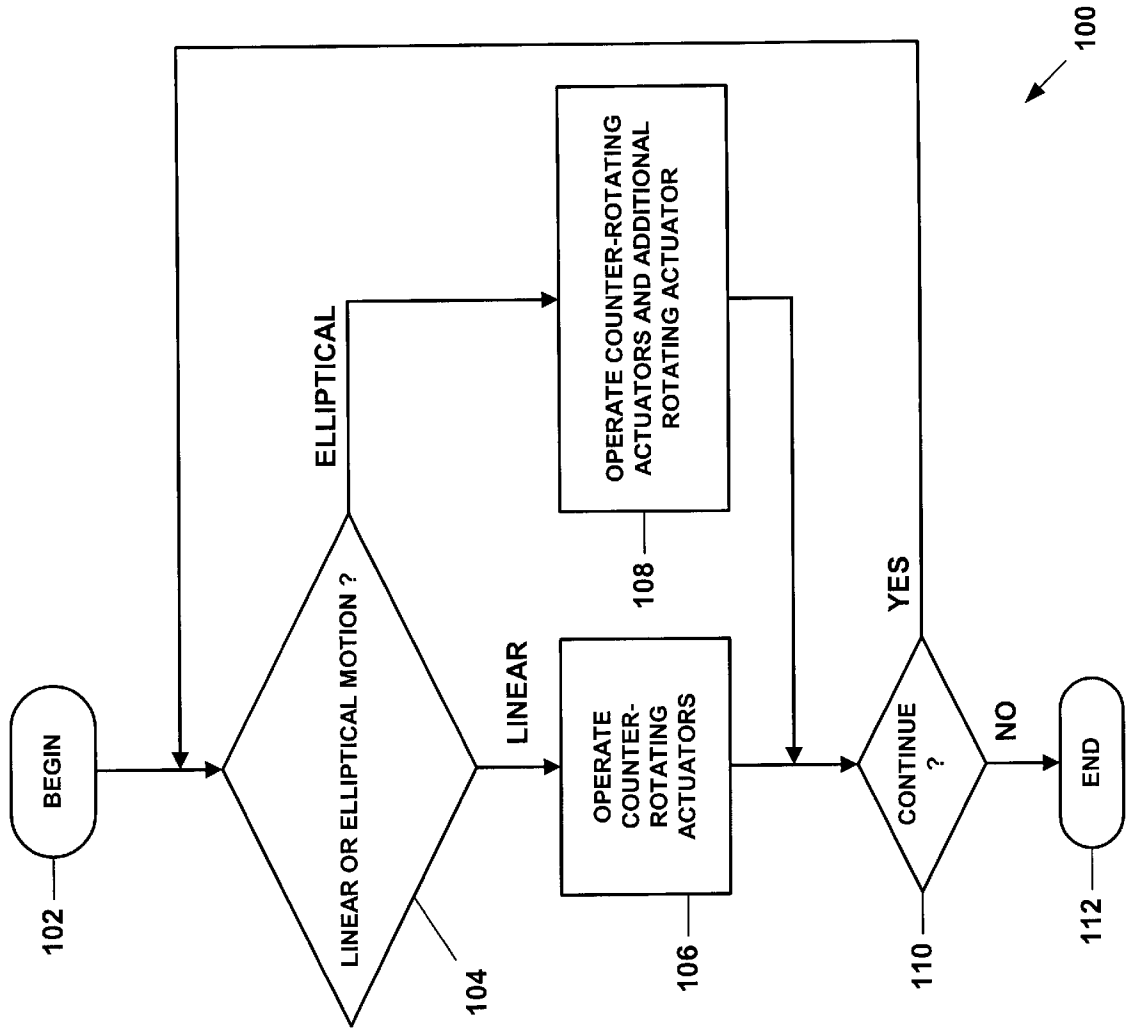 100
102
BEGIN
LINEAR OR ELLIPTICAL MOTION ?
104
ELLIPTICAL
LINEAR
OPERATE
COUNTER-
ROTATING
ACTUATORS
106
OPERATE COUNTER-ROTATING
ACTUATORS AND ADDITIONAL
ROTATING ACTUATOR
108
CONTINUE
?
110
YES
NO
END
112